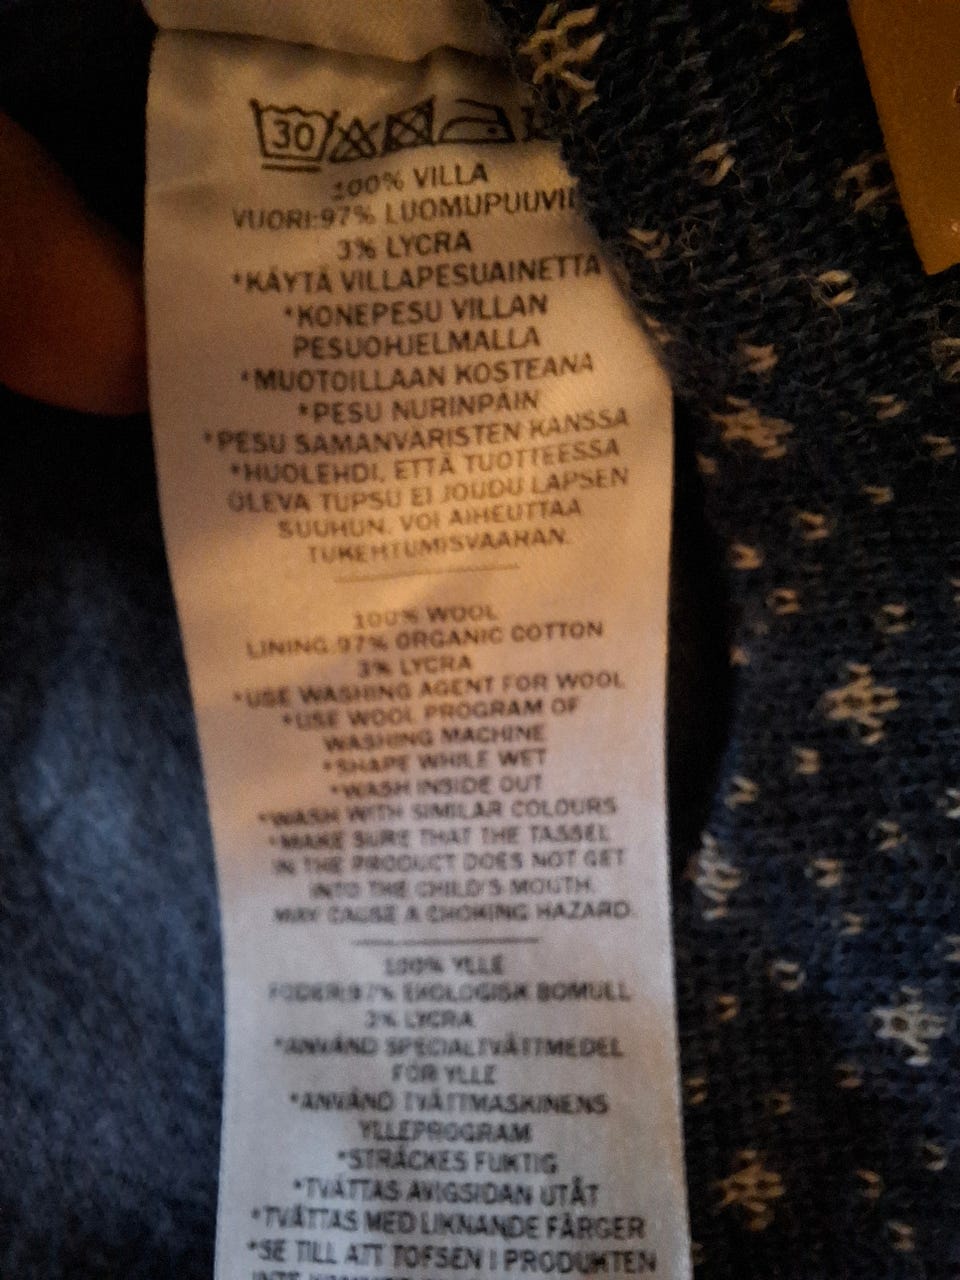 30
100% VILLA
VUORI:97% LUOMUPUUVIL
3% LYCRA
*KÄYTÄ VILLAPESUAINETTA
*KONEPESU VILLAN
PESUOHJELMALLA
*MUOTOILLAAN KOSTEANA
*PESU NURINPÄIN
*PESU SAMANVÄRISTEN KANSSA
*HUOLEHDI, ETTÄ TUOTTEESSA
OLEVA TUPSU EI JOUDU LAPSEN
SUUHUN. VOI AIHEUTTAA
TUKEHTUMISVAARAN.
100% WOOL
LINING:97% ORGANIC COTTON
3% LYCRA
*USE WASHING AGENT FOR WOOL
*USE WOOL PROGRAM OF
WASHING MACHINE
*SHAPE WHILE WET
*WASH INSIDE OUT
*WASH WITH SIMILAR COLOURS
*MAKE SURE THAT THE TASSEL
IN THE PRODUCT DOES NOT GET
INTO THE CHILD'S MOUTH.
MAY CAUSE A CHOKING HAZARD.
100% YLLE
FODER:97% EKOLOGISK BOMULL
3% LYCRA
*ANVÄND SPECIALTVÄTTMEDEL
FÖR YLLE
*ANVÄND TVÄTTMASKINENS
YLLEPROGRAM
*STRÄCKES FUKTIG
*TVÄTTAS AVIGSIDAN UTÅT
*TVÄTTAS MED LIKNANDE FÄRGER
*SE TILL ATT TOFSEN I PRODUKTEN